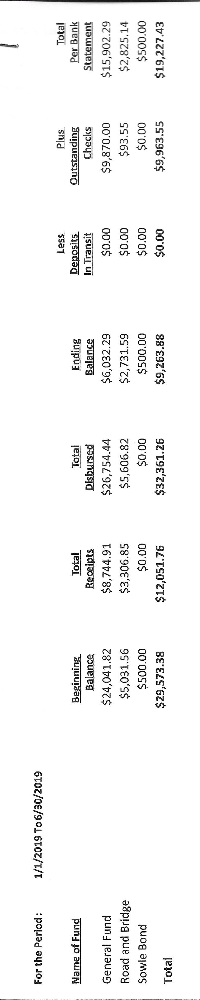 For the Period : 1/1/2019 To 6/30/2019
Less Plus Total
Beginning Total Total Ending Deposits Outstanding Per Bank
Name of Fund Balance Receipts Disbursed Balance In Transit Checks Statement
General Fund $24,041.82 $8,744.91 $26,754.44 $6,032.29 $0.00 $9,870.00 $15,902.29
Road and Bridge $5,031.56 $3,306.85 $5,606.82 $2,731.59 $0.00 $93.55 $2,825.14
Sowle Bond $500.00 $0.00 $0.00 $500.00 $0.00 $0.00 $500.00
Total $29,573.38 $12,051.76 $32,361.26 $9,263.88 $0.00 $9,963.55 $19,227.43